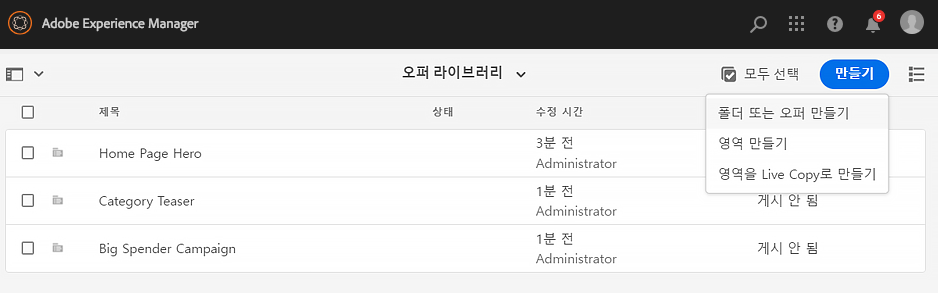 Adobe Experience Manager
6
오퍼 라이브러리
모두 선택
만들기
폴더 또는 오퍼 만들기
영역 만들기
영역을 Live Copy로 만들기
제목
상태
수정 시간
Home Page Hero
3분 전
Administrator
Category Teaser
1분 전
Administrator
게시 안 됨
Big Spender Campaign
1분 전
Administrator
게시 안 됨